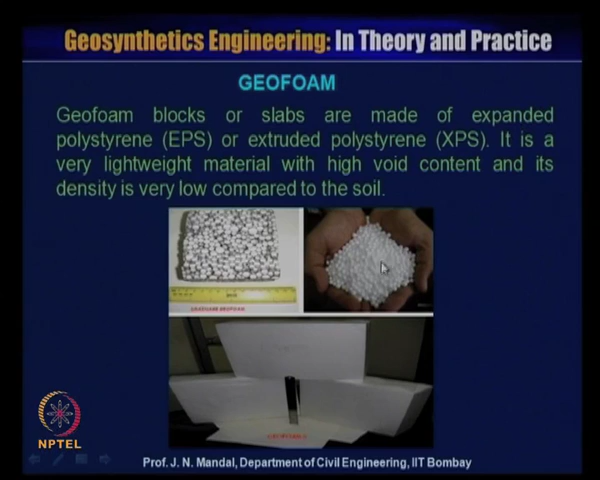 Geosynthetics Engineering: In Theory and Practice
GEOFOAM
Geofoam blocks or slabs are made of expanded
polystyrene (EPS) or extruded polystyrene (XPS). It is a
very lightweight material with high void content and its
density is very low compared to the soil.
NPTEL
Prof. J. N. Mandal, Department of Civil Engineering, IIT Bombay